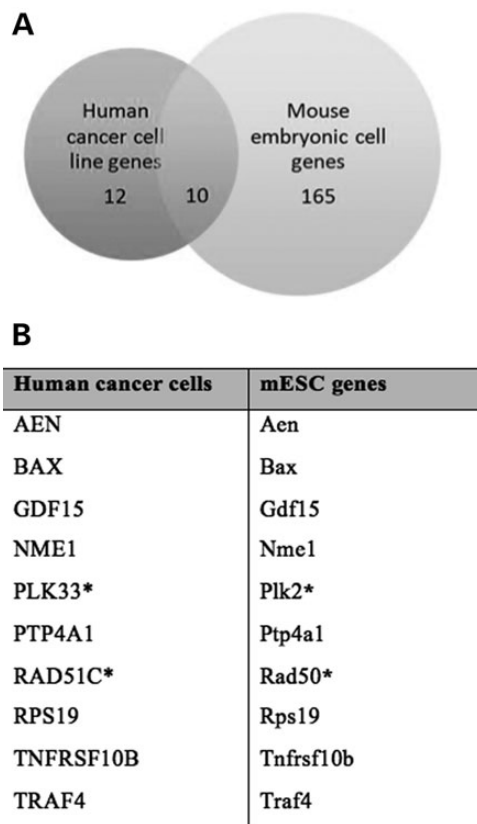 A
Human
cancer cell
line genes
12
10
Mouse
embryonic cell
genes
165
B
Human cancer cells mESC genes
AEN Aen
BAX Bax
GDF15 Gdf15
NME1 Nme1
PLK33* Plk2*
PTP4A1 Ptp4a1
RAD51C* Rad50*
RPS19 Rps19
TNFRSF10B Tnfrsf10b
TRAF4 Traf4